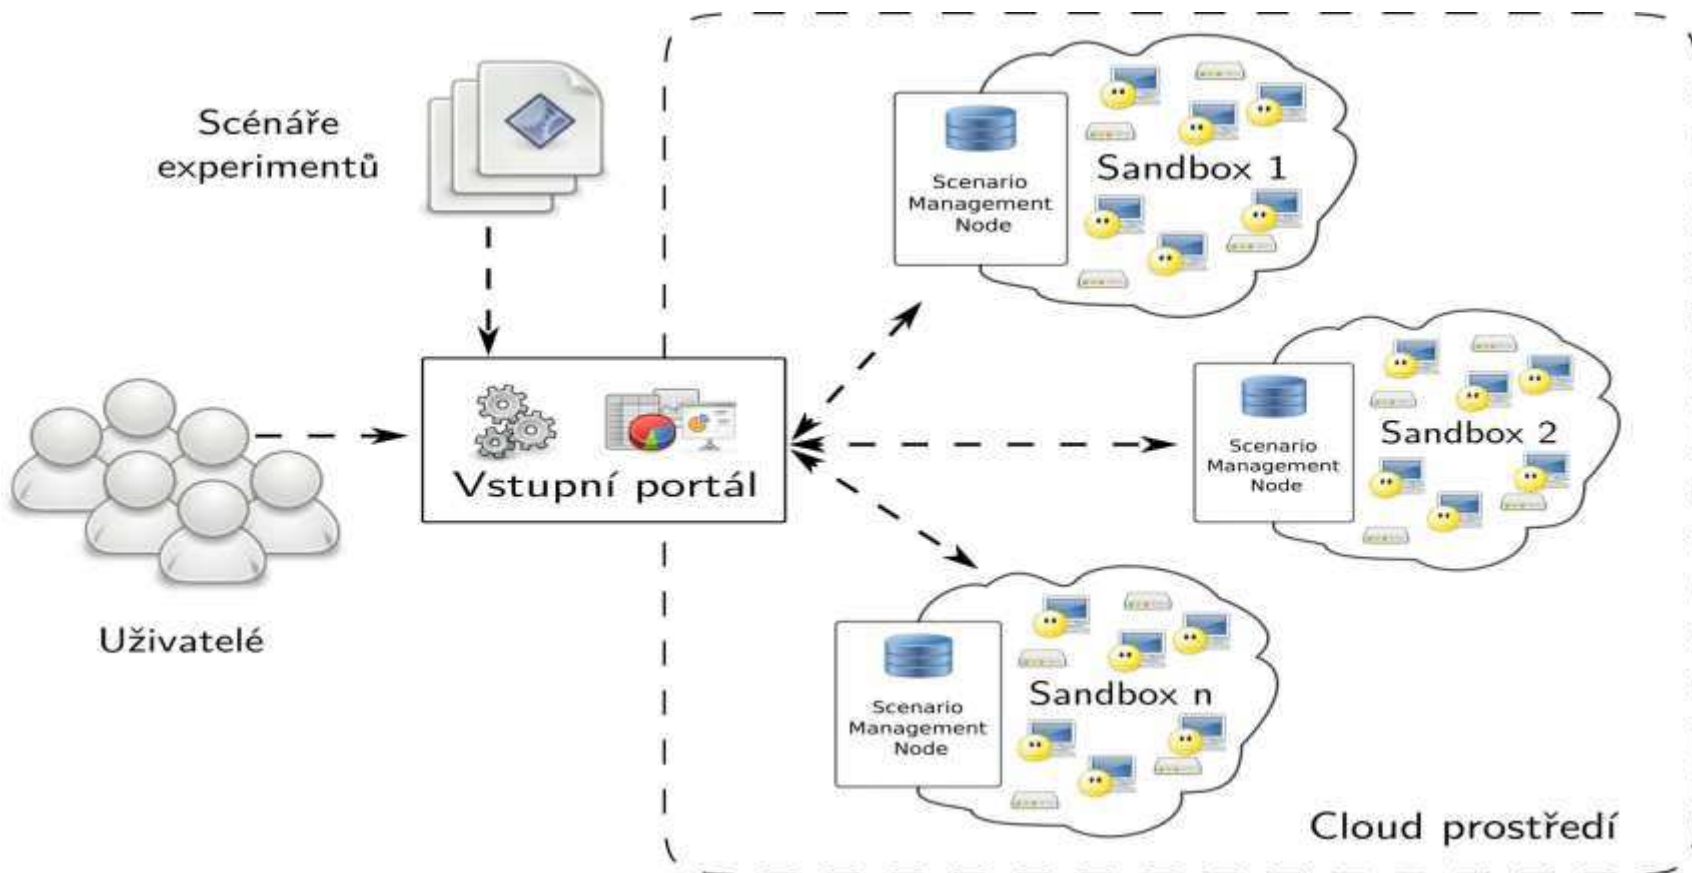 Scénáře
experimentů
Scenario
Management
Node
Sandbox 1
Scenario
Management
Node
Sandbox 2
Vstupní portál
Uživatelé
Scenario
Management
Node
Sandbox n
Cloud prostředí